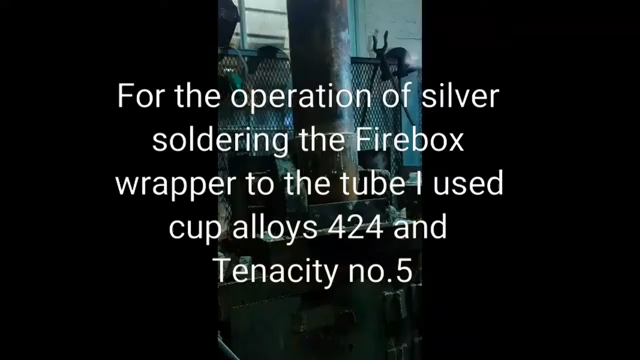 For the operation of silver
soldering the Firebox
wrapper to the tube I used
cup alloys 424 and
Tenacity no.5